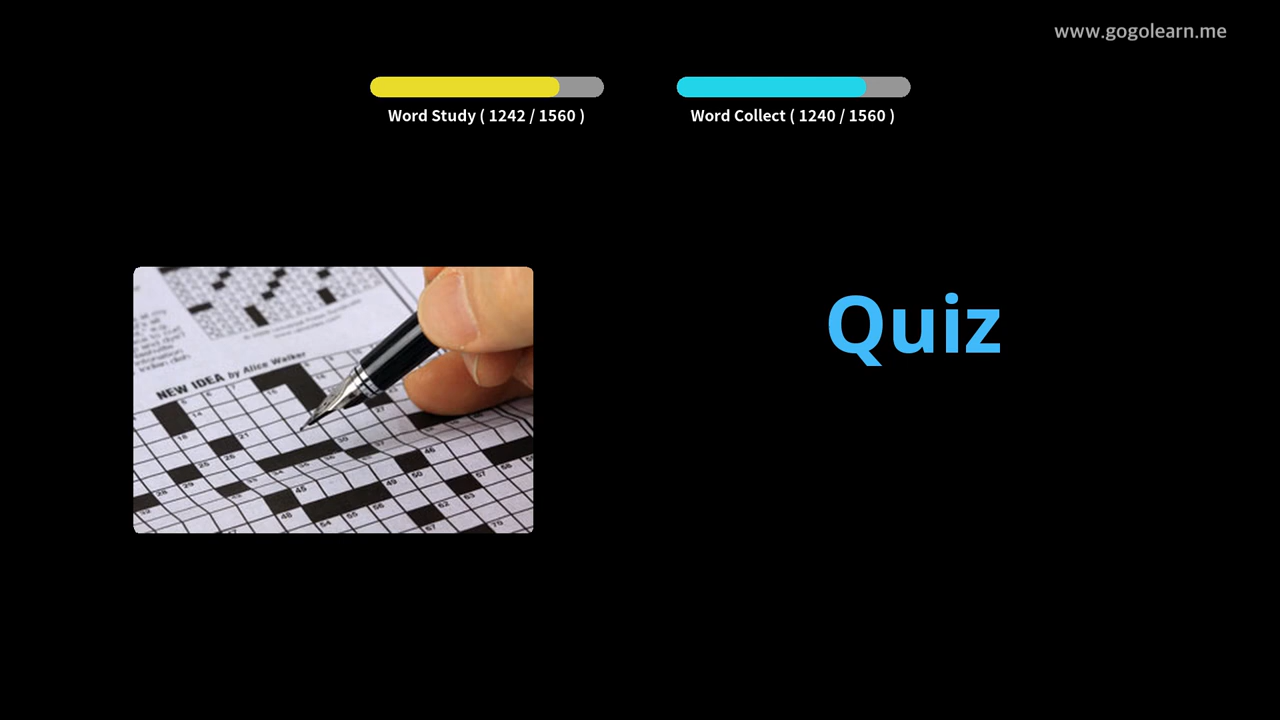 www.gogolearn.me
Word Study ( 1242 / 1560 )
Word Collect ( 1240 / 1560 )
NEW IDEA by Alice Walker
Quiz